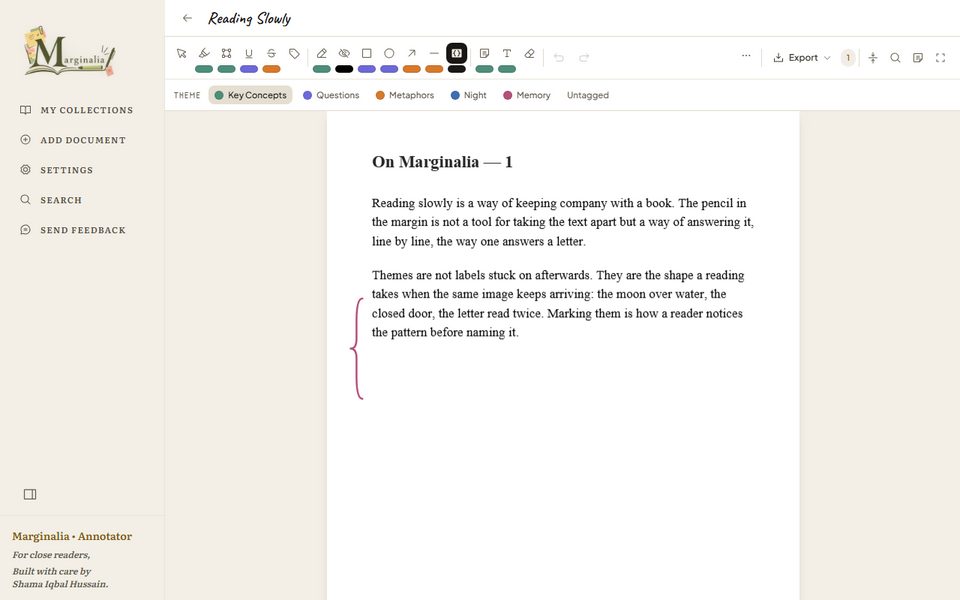 Marginalia
MY COLLECTIONS
ADD DOCUMENT
SETTINGS
SEARCH
SEND FEEDBACK
Marginalia • Annotator
For close readers,
Built with care by
Shama Iqbal Hussain.
Reading Slowly
Export
1
THEME
Key Concepts
Questions
Metaphors
Night
Memory
Untagged
On Marginalia — 1
Reading slowly is a way of keeping company with a book. The pencil in
the margin is not a tool for taking the text apart but a way of answering it,
line by line, the way one answers a letter.
Themes are not labels stuck on afterwards. They are the shape a reading
takes when the same image keeps arriving: the moon over water, the
closed door, the letter read twice. Marking them is how a reader notices
the pattern before naming it.